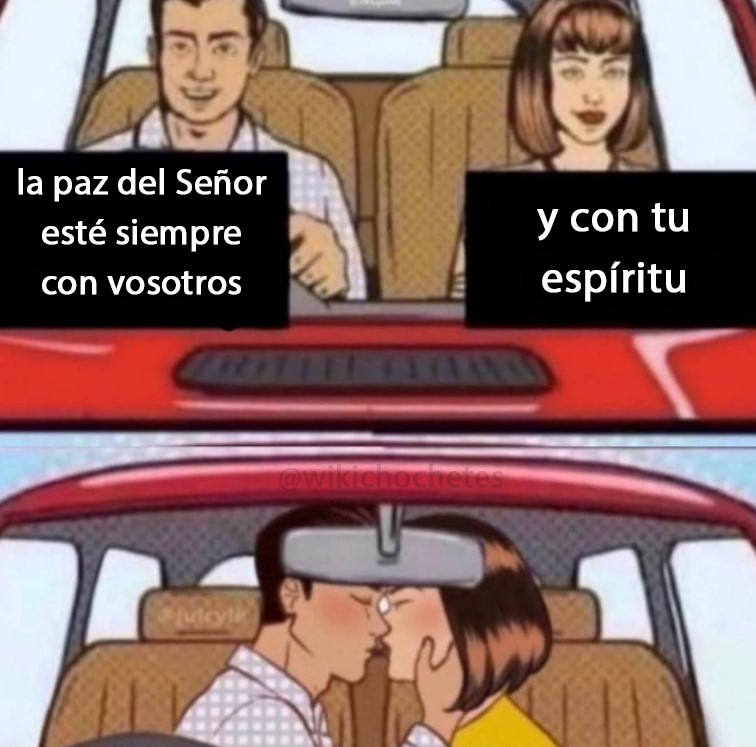 la paz del Señor
esté siempre
con vosotros
y con tu
espíritu
@wikichochetes